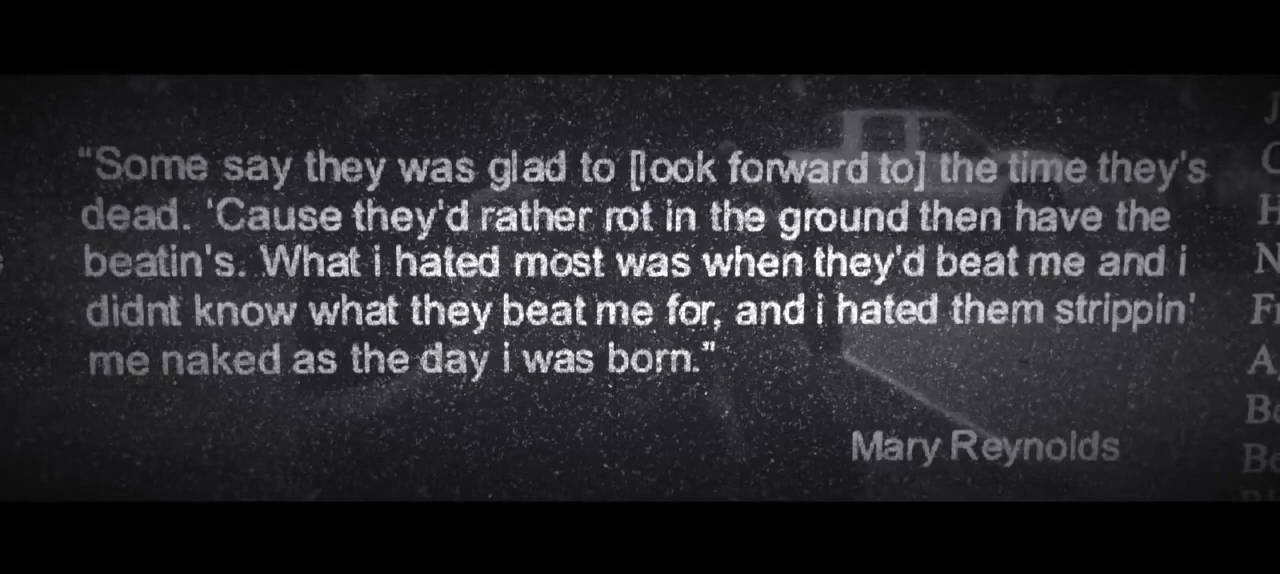 “Some say they was glad to [look forward to] the time they's
dead. 'Cause they'd rather rot in the ground then have the
beatin's. What i hated most was when they'd beat me and i
didnt know what they beat me for, and i hated them strippin'
me naked as the day i was born.”
Mary Reynolds